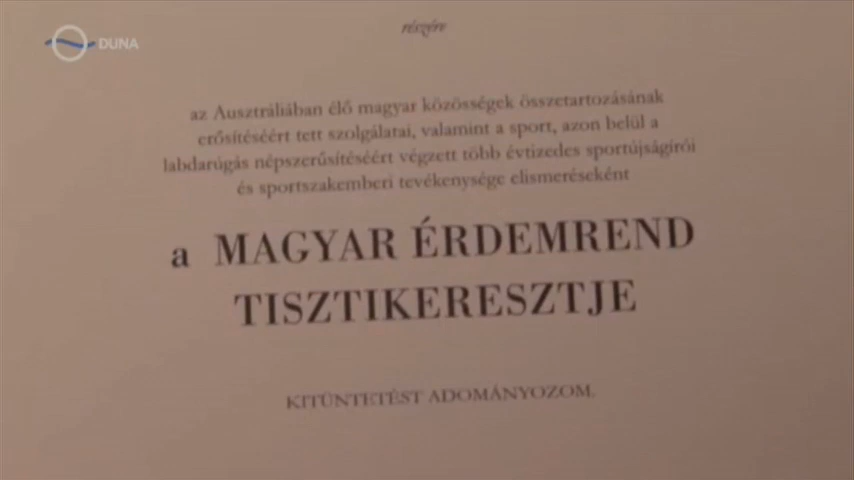 DUNA
részére
az Ausztráliában élő magyar közösségek összetartozásának
erősítéséért tett szolgálatai, valamint a sport, azon belül a
labdarúgás népszerűsítéséért végzett több évtizedes sportújságírói
és sportszakemberi tevékenysége elismeréseként
a MAGYAR ÉRDEMREND
TISZTIKERESZTJE
KITÜNTETÉST ADOMÁNYOZOM.